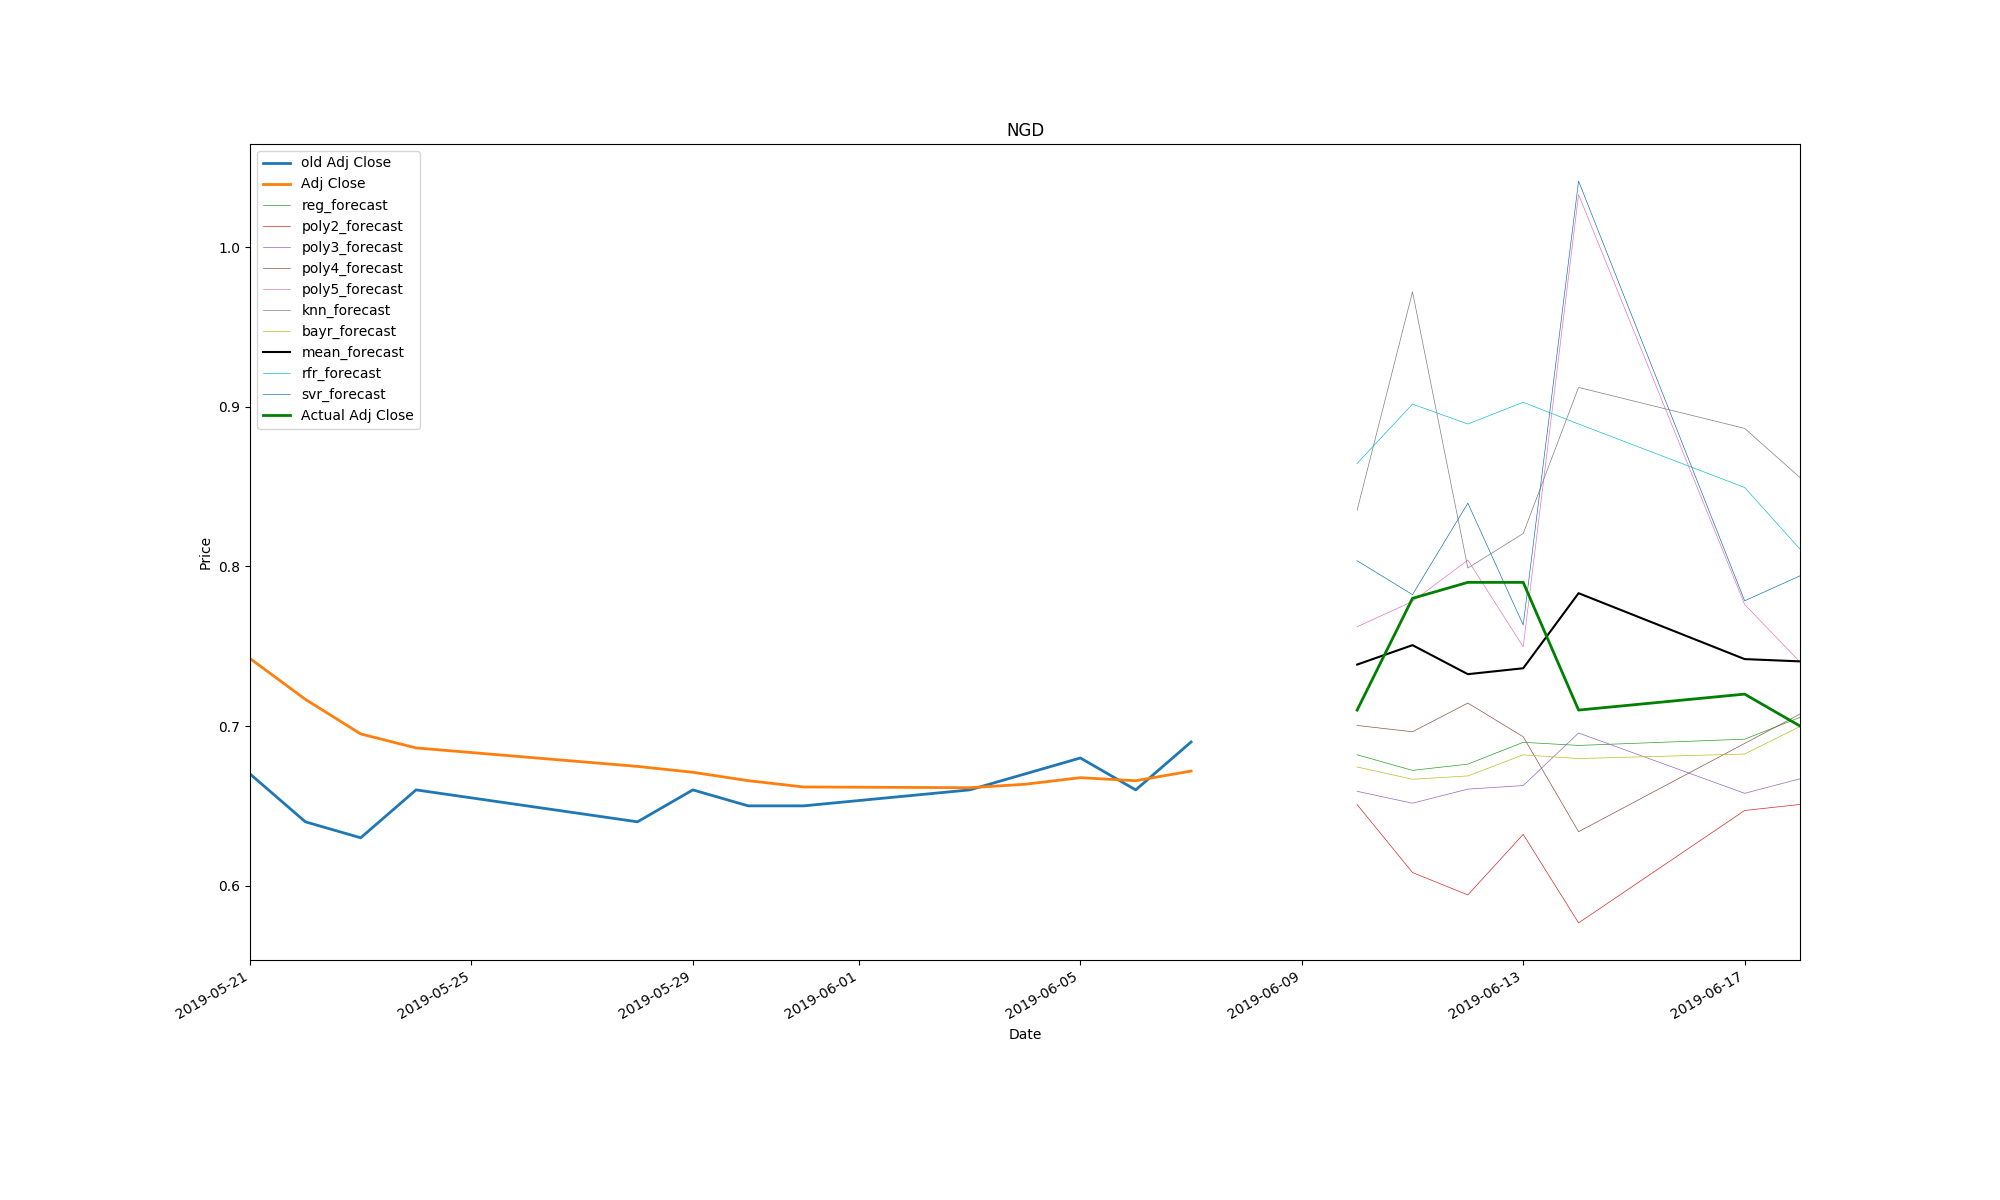 NGD
old Adj Close
Adj Close
reg_forecast
poly2_forecast
poly3_forecast
poly4_forecast
poly5_forecast
knn_forecast
bayr_forecast
mean_forecast
rfr_forecast
svr_forecast
Actual Adj Close
1.0
0.9
0.8
0.7
0.6
Price
2019-05-21
2019-05-25
2019-05-29
2019-06-01
2019-06-05
2019-06-09
2019-06-13
2019-06-17
Date